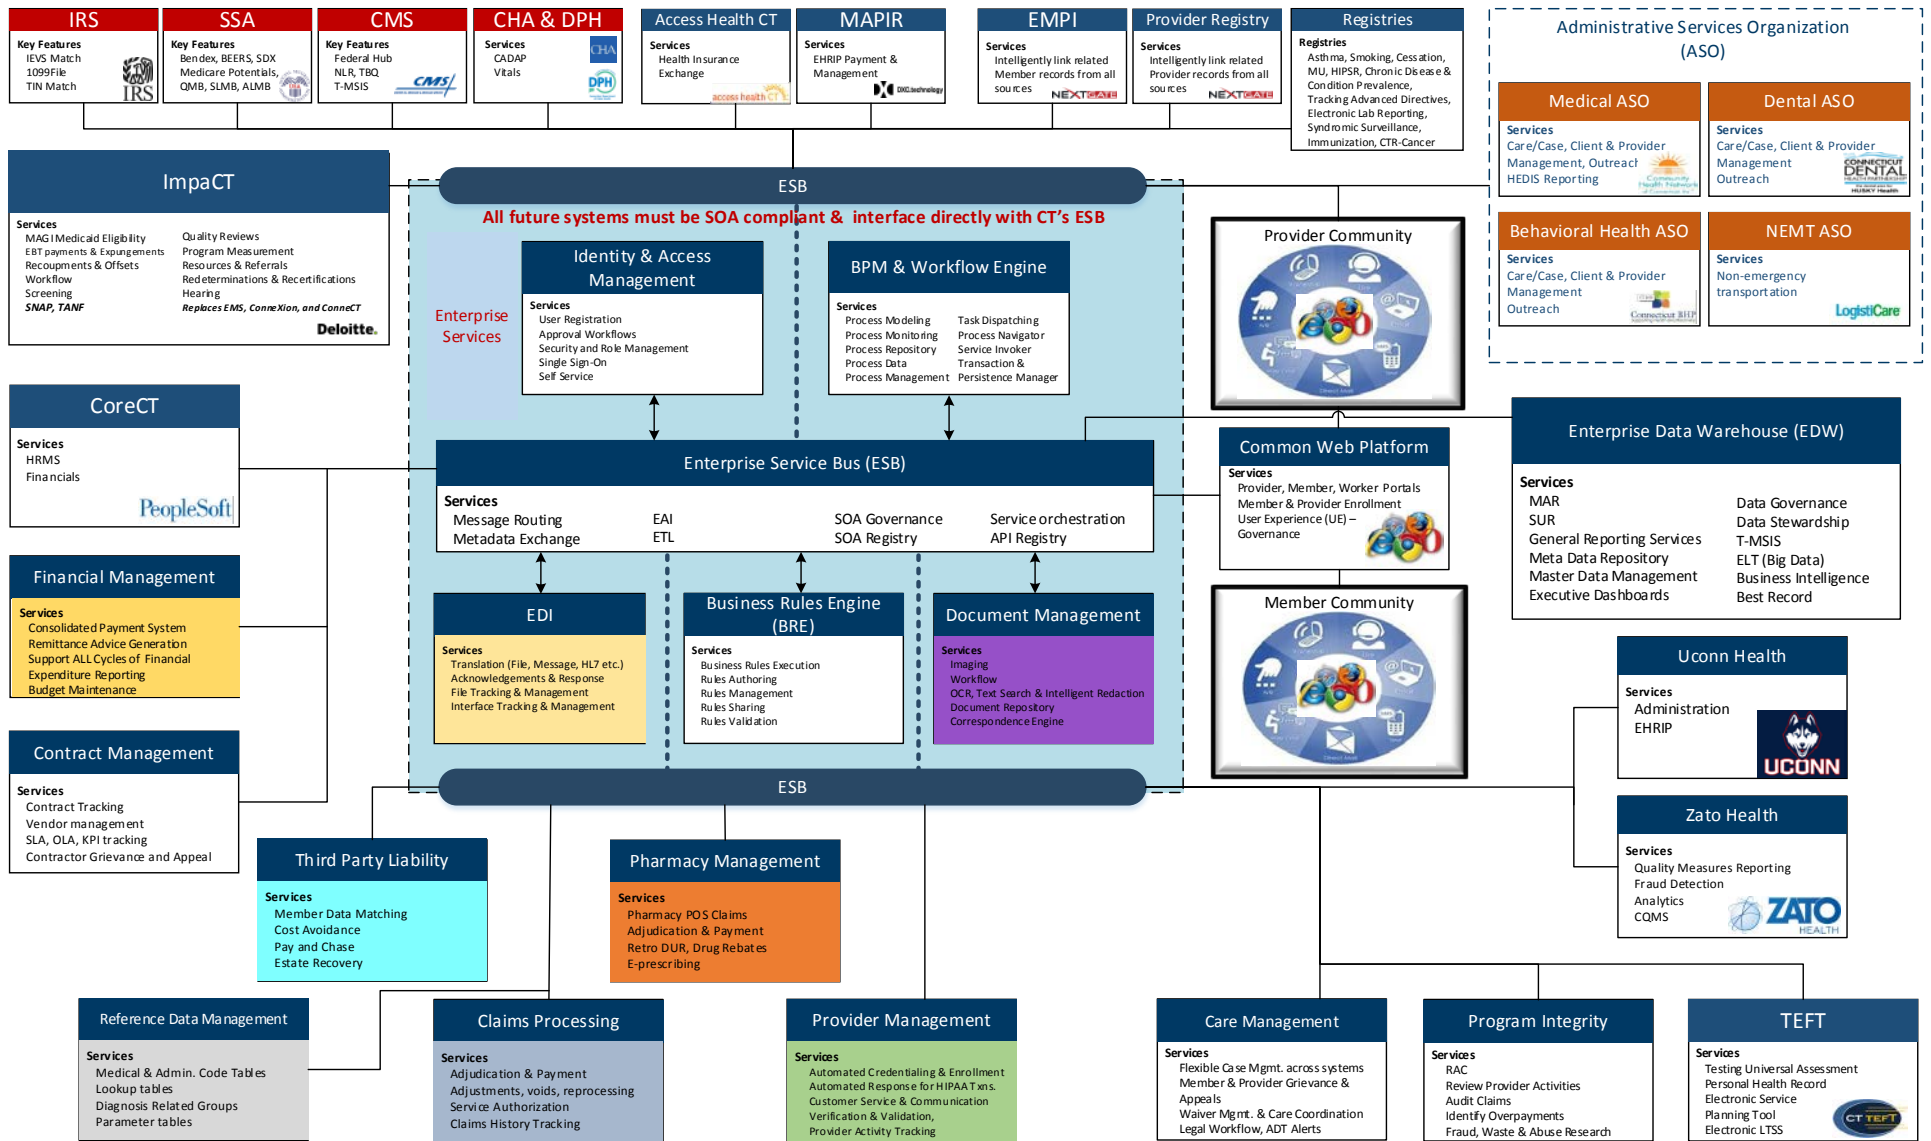 IRS
Key Features
IEVS Match
1099File
TIN Match
IRS
SSA
Key Features
Bendex, BEERS, SDX
Medicare Potentials,
QMB, SLMB, ALMB
CMS
Key Features
Federal Hub
NLR, TBQ
T-MSIS
CMS
CHA & DPH
Services
CADAP
Vitals
CHA
DPH
Access Health CT
Services
Health Insurance
Exchange
access health CT
MAPIR
Services
EHRIP Payment &
Management
DXC.technology
EMPI
Services
Intelligently link related
Member records from all
sources
NEXTGATE
Provider Registry
Services
Intelligently link related
Provider records from all
sources
NEXTGATE
Registries
Registries
Asthma, Smoking, Cessation,
MU, HIPSR, Chronic Disease &
Condition Prevalence,
Tracking Advanced Directives,
Electronic Lab Reporting,
Syndromic Surveillance,
Immunization, CTR-Cancer
Administrative Services Organization
(ASO)
Medical ASO
Services
Care/Case, Client & Provider
Management, Outreach
HEDIS Reporting
Community
Health Network
of Connecticut, Inc.
Dental ASO
Services
Care/Case, Client & Provider
Management
Outreach
CONNECTICUT
DENTAL
HEALTH PARTNERSHIP
HUSKY Health
Behavioral Health ASO
Services
Care/Case, Client & Provider
Management
Outreach
Connecticut BHP
NEMT ASO
Services
Non-emergency
transportation
LogistiCare
ImpaCT
Services
MAGI Medicaid Eligibility
EBT payments & Expungements
Recoupments & Offsets
Workflow
Screening
SNAP, TANF
Quality Reviews
Program Measurement
Resources & Referrals
Redeterminations & Recertifications
Hearing
Replaces EMS, ConneXion, and ConneCT
Deloitte.
ESB
All future systems must be SOA compliant & interface directly with CT's ESB
Enterprise
Services
Identity & Access
Management
Services
User Registration
Approval Workflows
Security and Role Management
Single Sign-On
Self Service
BPM & Workflow Engine
Services
Process Modeling
Process Monitoring
Process Repository
Process Data
Process Management
Task Dispatching
Process Navigator
Service Invoker
Transaction &
Persistence Manager
Provider Community
CoreCT
Services
HRMS
Financials
PeopleSoft
Enterprise Service Bus (ESB)
Services
Message Routing
Metadata Exchange
EAI
ETL
SOA Governance
SOA Registry
Service orchestration
API Registry
Common Web Platform
Services
Provider, Member, Worker Portals
Member & Provider Enrollment
User Experience (UE) –
Governance
Enterprise Data Warehouse (EDW)
Services
MAR
SUR
General Reporting Services
Meta Data Repository
Master Data Management
Executive Dashboards
Data Governance
Data Stewardship
T-MSIS
ELT (Big Data)
Business Intelligence
Best Record
Financial Management
Services
Consolidated Payment System
Remittance Advice Generation
Support ALL Cycles of Financial
Expenditure Reporting
Budget Maintenance
EDI
Services
Translation (File, Message, HL7 etc.)
Acknowledgements & Response
File Tracking & Management
Interface Tracking & Management
Business Rules Engine
(BRE)
Services
Business Rules Execution
Rules Authoring
Rules Management
Rules Sharing
Rules Validation
Document Management
Services
Imaging
Workflow
OCR, Text Search & Intelligent Redaction
Document Repository
Correspondence Engine
Member Community
Uconn Health
Services
Administration
EHRIP
UCONN
Contract Management
Services
Contract Tracking
Vendor management
SLA, OLA, KPI tracking
Contractor Grievance and Appeal
ESB
Zato Health
Services
Quality Measures Reporting
Fraud Detection
Analytics
CQMS
ZATO
HEALTH
Third Party Liability
Services
Member Data Matching
Cost Avoidance
Pay and Chase
Estate Recovery
Pharmacy Management
Services
Pharmacy POS Claims
Adjudication & Payment
Retro DUR, Drug Rebates
E-prescribing
Reference Data Management
Services
Medical & Admin. Code Tables
Lookup tables
Diagnosis Related Groups
Parameter tables
Claims Processing
Services
Adjudication & Payment
Adjustments, voids, reprocessing
Service Authorization
Claims History Tracking
Provider Management
Services
Automated Credentialing & Enrollment
Automated Response for HIPAA Txns.
Customer Service & Communication
Verification & Validation,
Provider Activity Tracking
Care Management
Services
Flexible Case Mgmt. across systems
Member & Provider Grievance &
Appeals
Waiver Mgmt. & Care Coordination
Legal Workflow, ADT Alerts
Program Integrity
Services
RAC
Review Provider Activities
Audit Claims
Identify Overpayments
Fraud, Waste & Abuse Research
TEFT
Services
Testing Universal Assessment
Personal Health Record
Electronic Service
Planning Tool
Electronic LTSS
CT TEFT